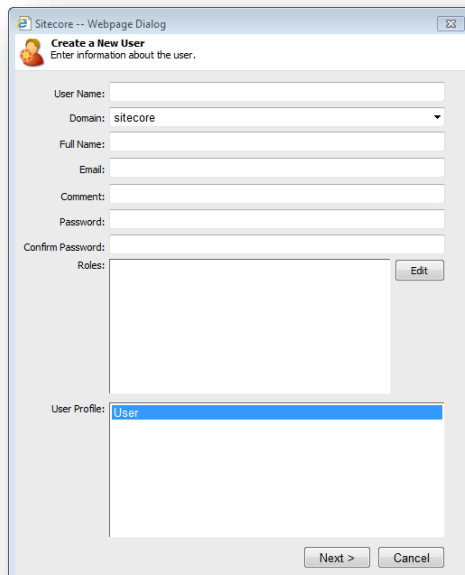 Sitecore -- Webpage Dialog
Create a New User
Enter information about the user.
User Name:
Domain: sitecore
Full Name:
Email:
Comment:
Password:
Confirm Password:
Roles:
Edit
User Profile: User
Next > Cancel